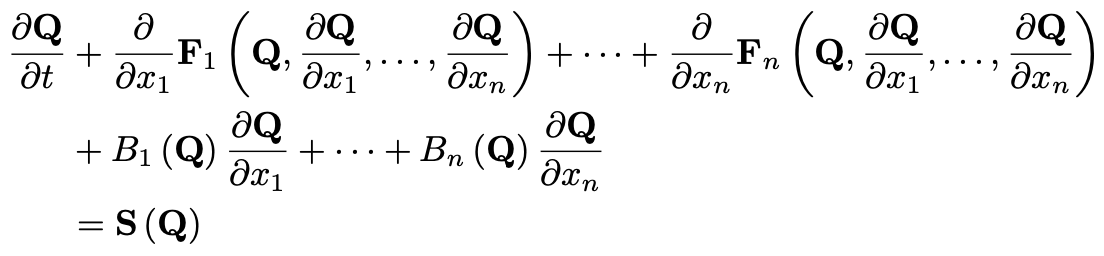 ∂𝐐/∂t + ∂/∂x₁ 𝐅₁ (𝐐, ∂𝐐/∂x₁, …, ∂𝐐/∂xₙ) + ⋯ + ∂/∂xₙ 𝐅ₙ (𝐐, ∂𝐐/∂x₁, …, ∂𝐐/∂xₙ)
+ B₁ (𝐐) ∂𝐐/∂x₁ + ⋯ + Bₙ (𝐐) ∂𝐐/∂xₙ
= 𝐒 (𝐐)